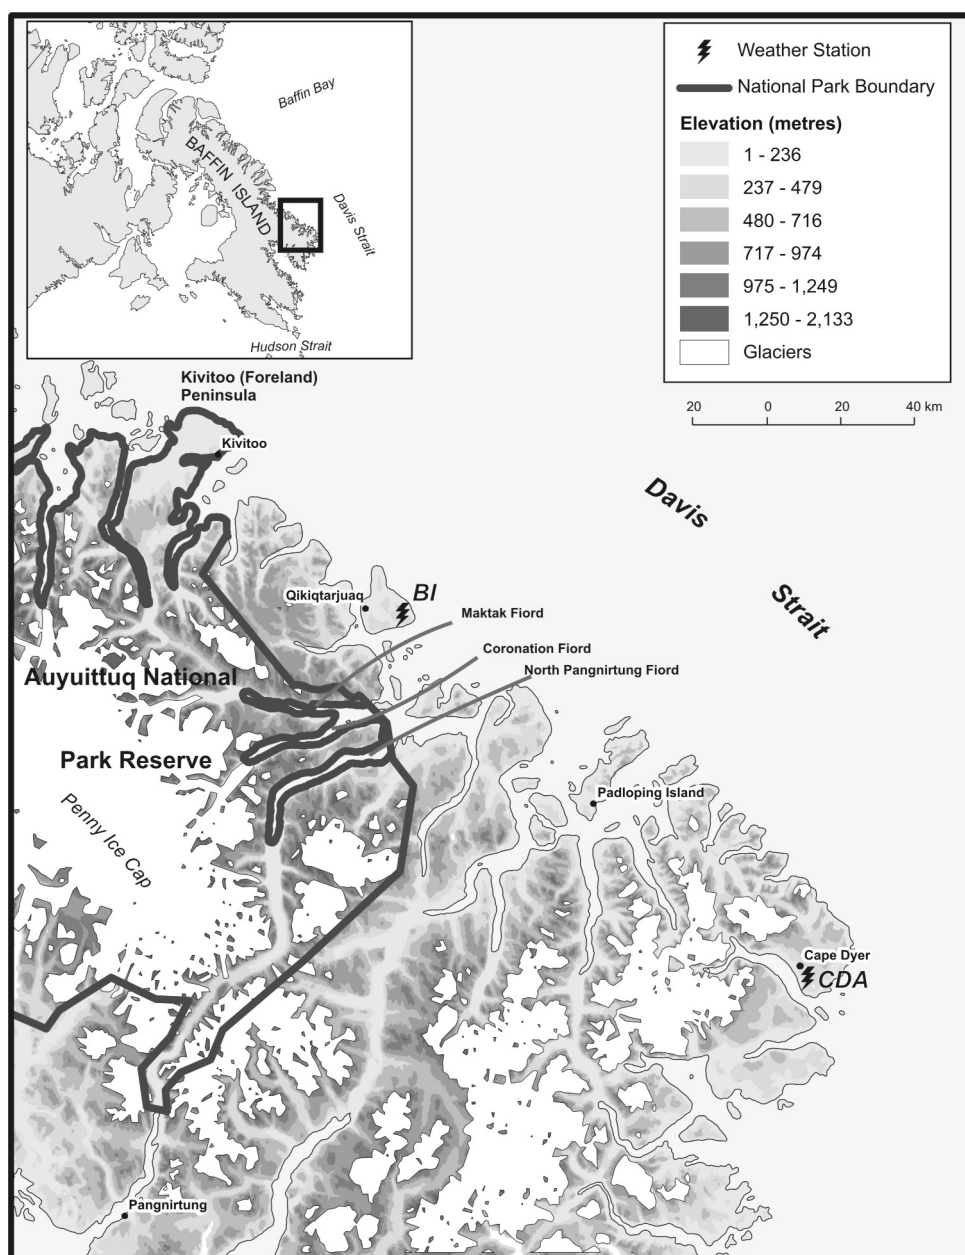 Baffin Bay
BAFFIN ISLAND
Davis Strait
Hudson Strait
Weather Station
National Park Boundary
Elevation (metres)
1 - 236
237 - 479
480 - 716
717 - 974
975 - 1,249
1,250 - 2,133
Glaciers
20 0 20 40 km
Kivitoo (Foreland)
Peninsula
Kivitoo
Davis
Strait
Qikiqtarjuaq
BI
Maktak Fiord
Coronation Fiord
North Pangnirtung Fiord
Auyuittuq National
Park Reserve
Penny Ice Cap
Padloping Island
Cape Dyer
CDA
Pangnirtung